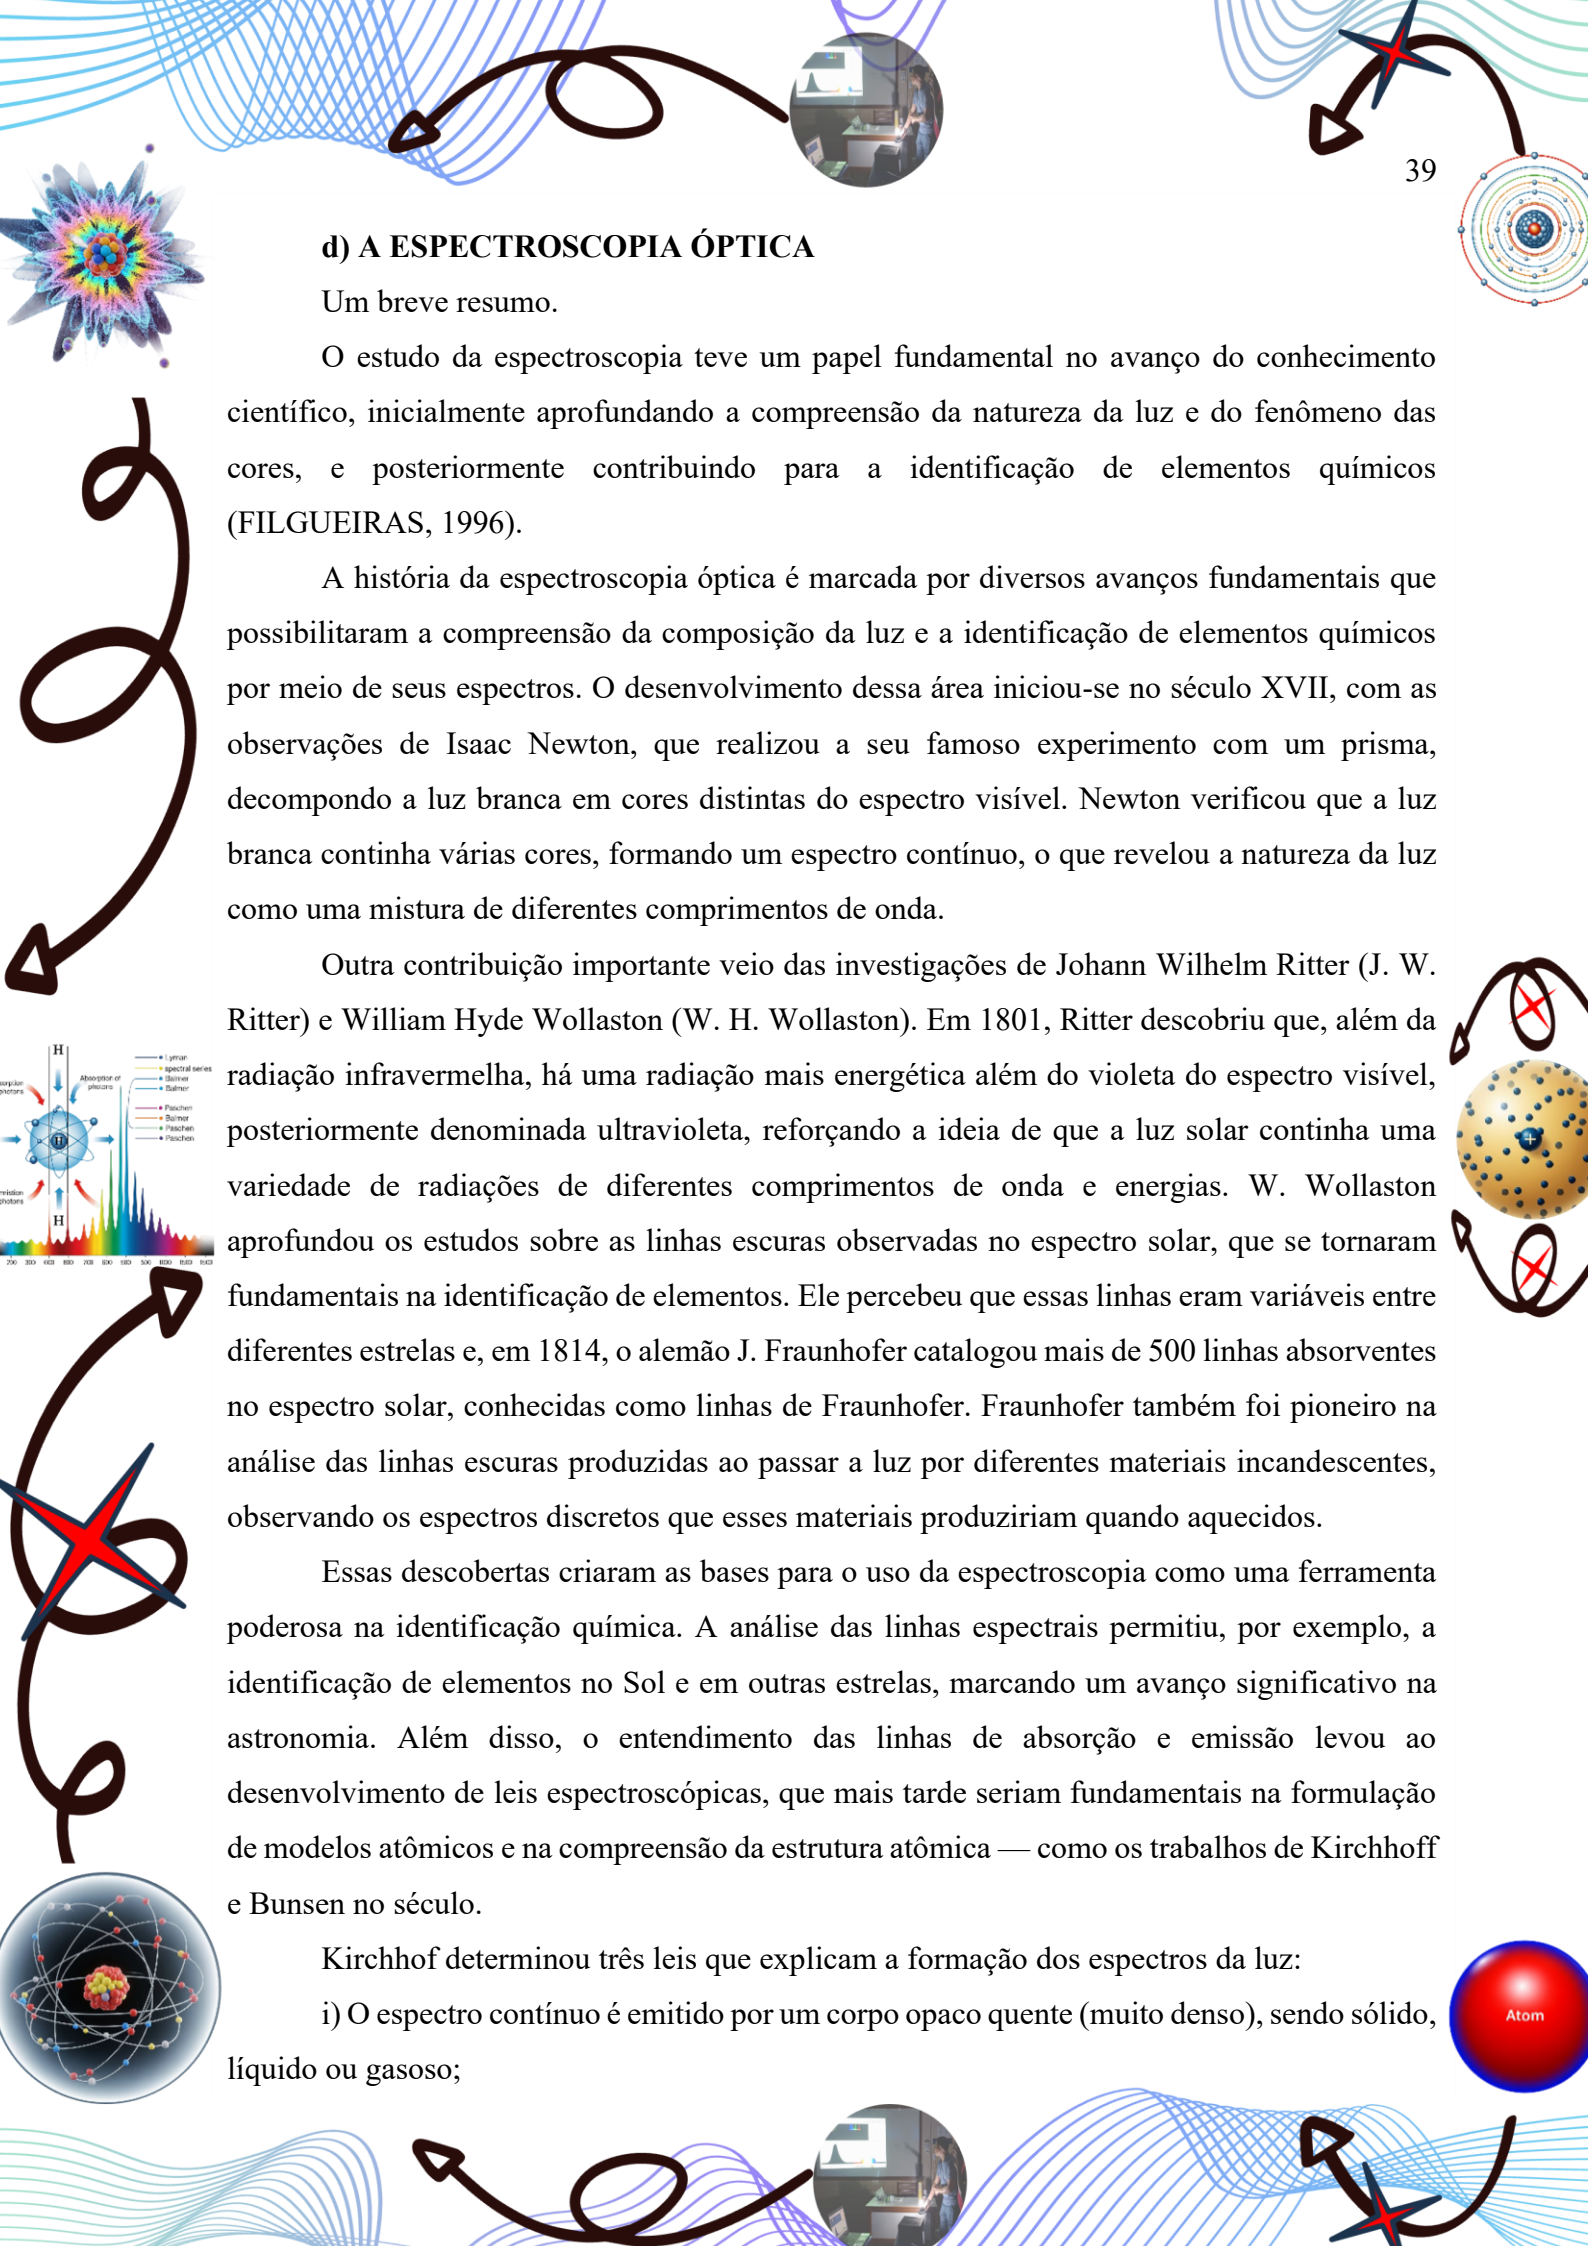 39
d) A ESPECTROSCOPIA ÓPTICA
Um breve resumo.
O estudo da espectroscopia teve um papel fundamental no avanço do conhecimento
científico, inicialmente aprofundando a compreensão da natureza da luz e do fenômeno das
cores, e posteriormente contribuindo para a identificação de elementos químicos
(FILGUEIRAS, 1996).
A história da espectroscopia óptica é marcada por diversos avanços fundamentais que
possibilitaram a compreensão da composição da luz e a identificação de elementos químicos
por meio de seus espectros. O desenvolvimento dessa área iniciou-se no século XVII, com as
observações de Isaac Newton, que realizou a seu famoso experimento com um prisma,
decompondo a luz branca em cores distintas do espectro visível. Newton verificou que a luz
branca continha várias cores, formando um espectro contínuo, o que revelou a natureza da luz
como uma mistura de diferentes comprimentos de onda.
Outra contribuição importante veio das investigações de Johann Wilhelm Ritter (J. W.
Ritter) e William Hyde Wollaston (W. H. Wollaston). Em 1801, Ritter descobriu que, além da
radiação infravermelha, há uma radiação mais energética além do violeta do espectro visível,
posteriormente denominada ultravioleta, reforçando a ideia de que a luz solar continha uma
variedade de radiações de diferentes comprimentos de onda e energias. W. Wollaston
aprofundou os estudos sobre as linhas escuras observadas no espectro solar, que se tornaram
fundamentais na identificação de elementos. Ele percebeu que essas linhas eram variáveis entre
diferentes estrelas e, em 1814, o alemão J. Fraunhofer catalogou mais de 500 linhas absorventes
no espectro solar, conhecidas como linhas de Fraunhofer. Fraunhofer também foi pioneiro na
análise das linhas escuras produzidas ao passar a luz por diferentes materiais incandescentes,
observando os espectros discretos que esses materiais produziriam quando aquecidos.
Essas descobertas criaram as bases para o uso da espectroscopia como uma ferramenta
poderosa na identificação química. A análise das linhas espectrais permitiu, por exemplo, a
identificação de elementos no Sol e em outras estrelas, marcando um avanço significativo na
astronomia. Além disso, o entendimento das linhas de absorção e emissão levou ao
desenvolvimento de leis espectroscópicas, que mais tarde seriam fundamentais na formulação
de modelos atômicos e na compreensão da estrutura atômica — como os trabalhos de Kirchhoff
e Bunsen no século.
Kirchhof determinou três leis que explicam a formação dos espectros da luz:
i) O espectro contínuo é emitido por um corpo opaco quente (muito denso), sendo sólido,
líquido ou gasoso;
H
Absorption of
photons
Lyman
spectral series
Balmer
Balmer
Paschen
Balmer
Paschen
Paschen
H
photons
H
+
Atom